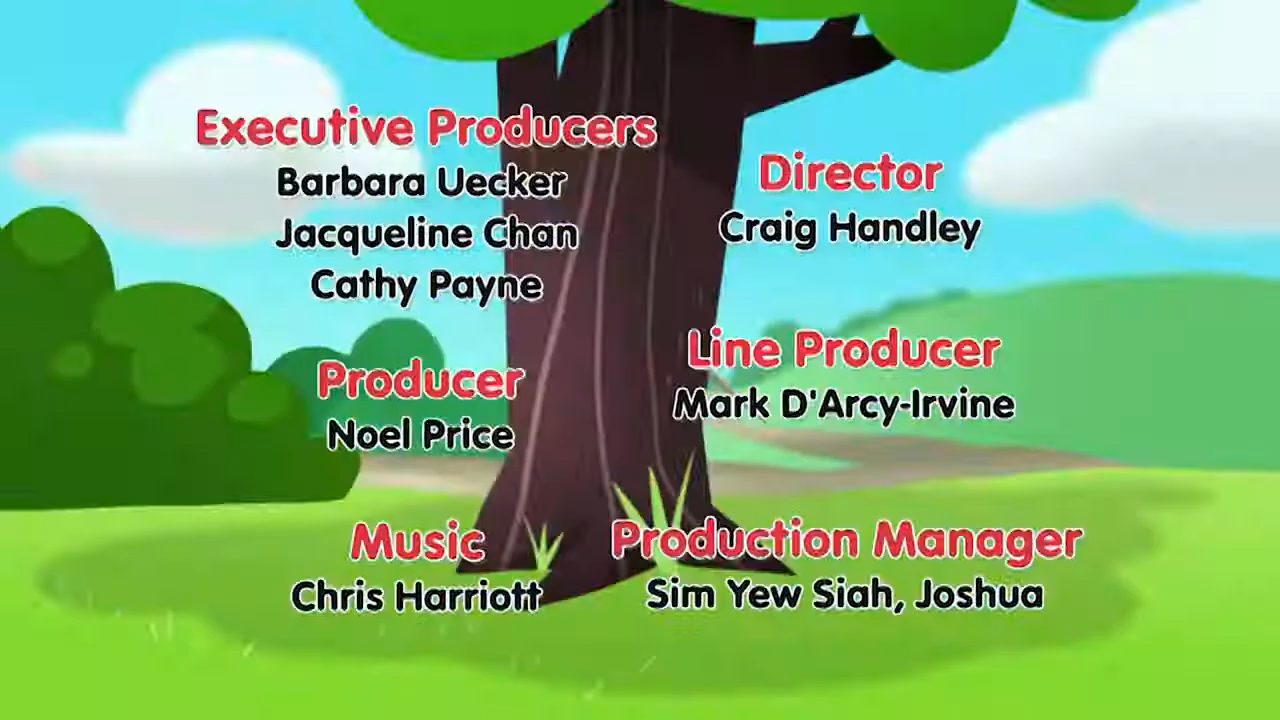 Executive Producers
Barbara Uecker
Jacqueline Chan
Cathy Payne
Producer
Noel Price
Music
Chris Harriott
Director
Craig Handley
Line Producer
Mark D'Arcy-Irvine
Production Manager
Sim Yew Siah, Joshua